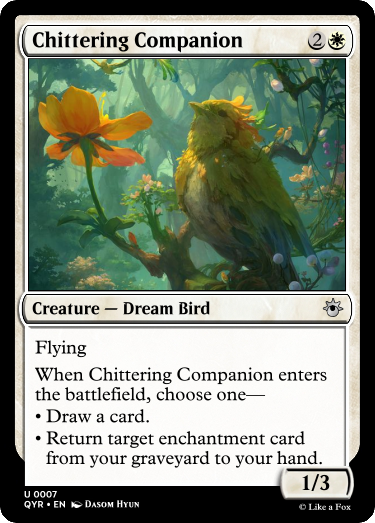 Chittering Companion 2
Creature — Dream Bird
Flying
When Chittering Companion enters
the battlefield, choose one—
• Draw a card.
• Return target enchantment card
from your graveyard to your hand.
1/3
U 0007
QYR • EN Dasom Hyun
© Like a Fox